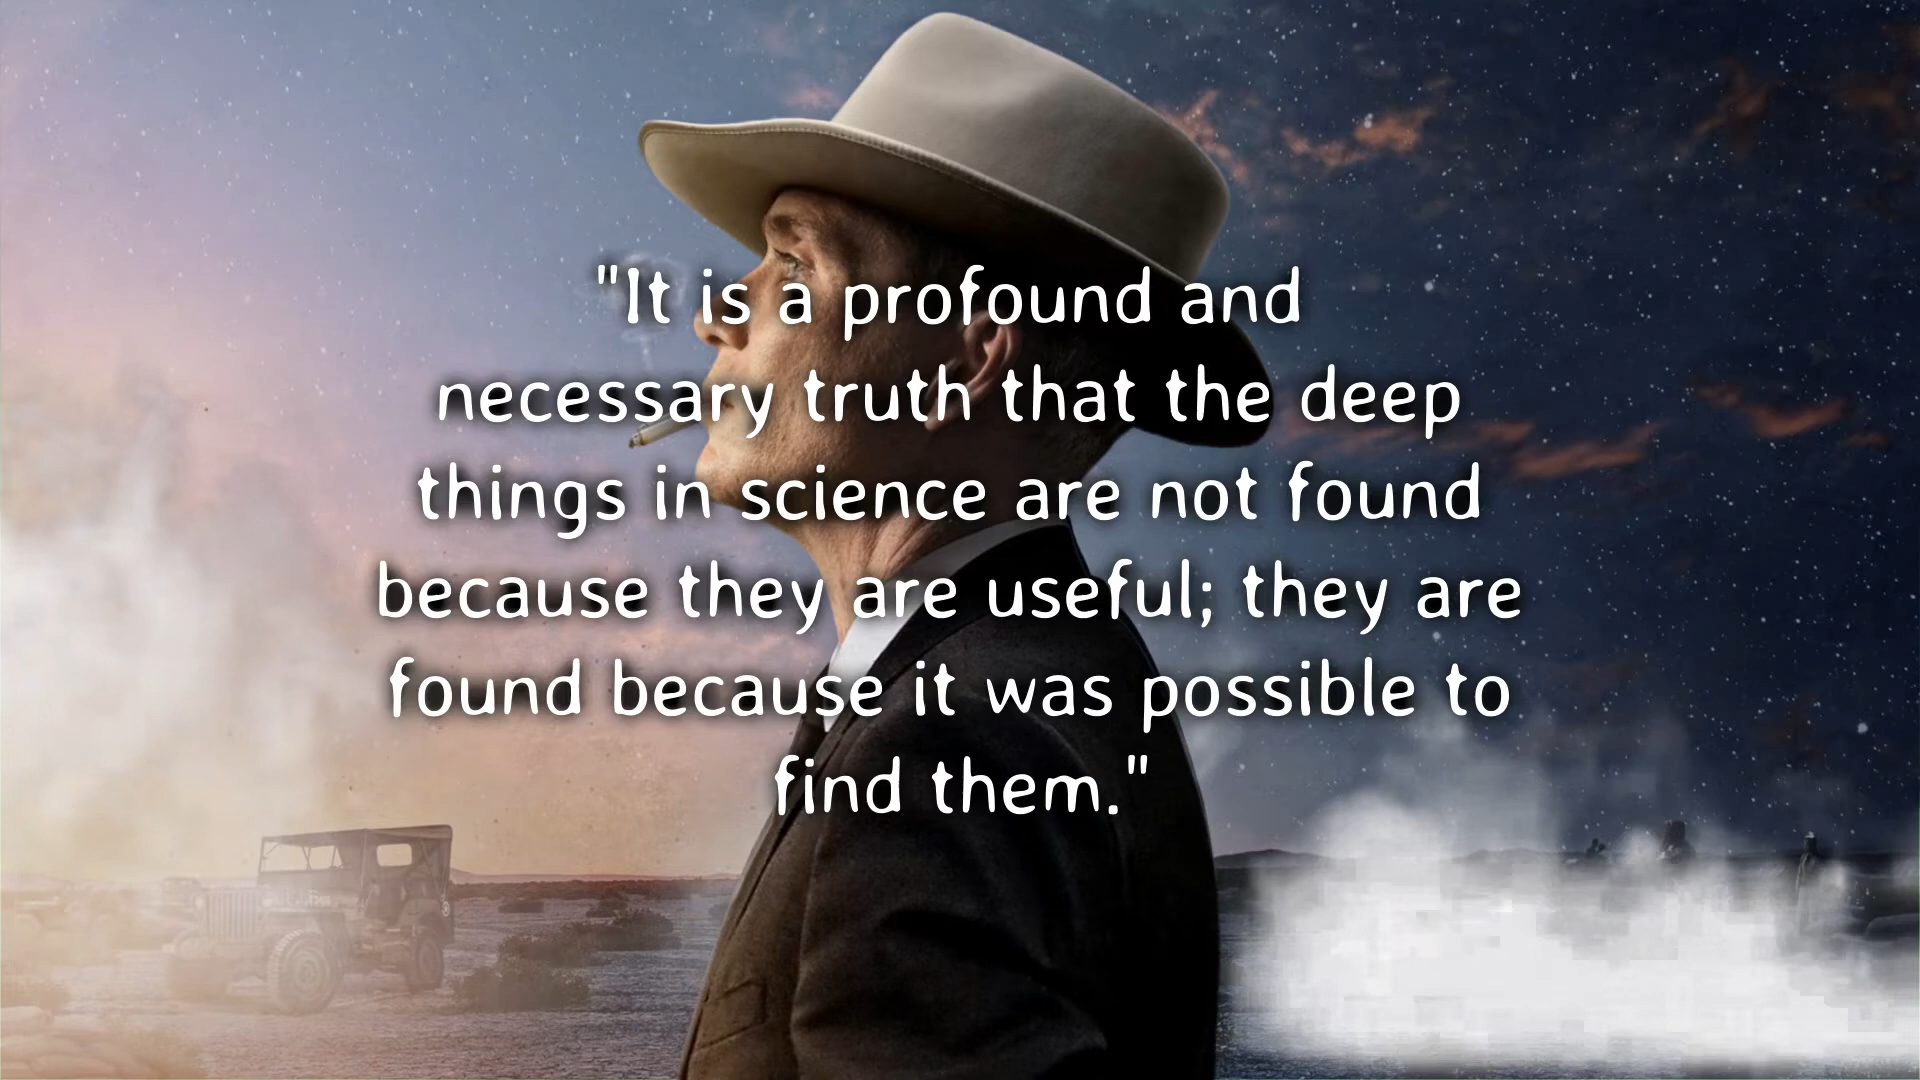 "It is a profound and
necessary truth that the deep
things in science are not found
because they are useful; they are
found because it was possible to
find them."